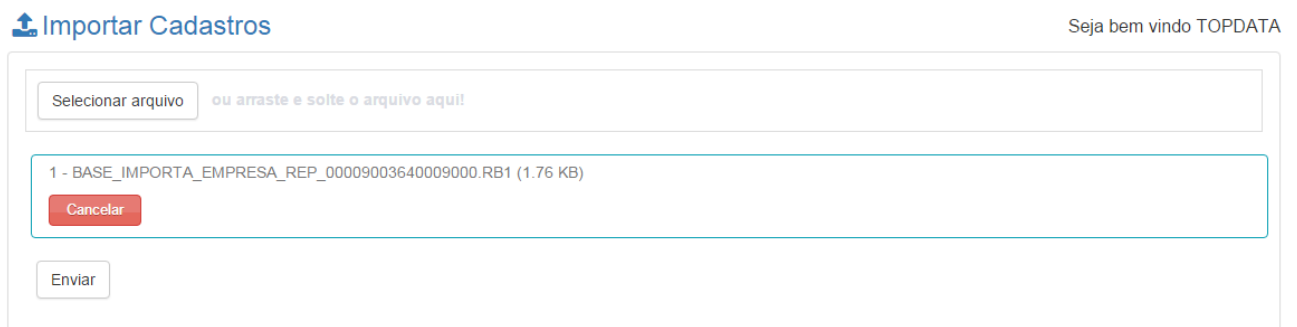 Importar Cadastros
Seja bem vindo TOPDATA
Selecionar arquivo ou arraste e solte o arquivo aqui!
1 - BASE_IMPORTA_EMPRESA_REP_00009003640009000.RB1 (1.76 KB)
Cancelar
Enviar